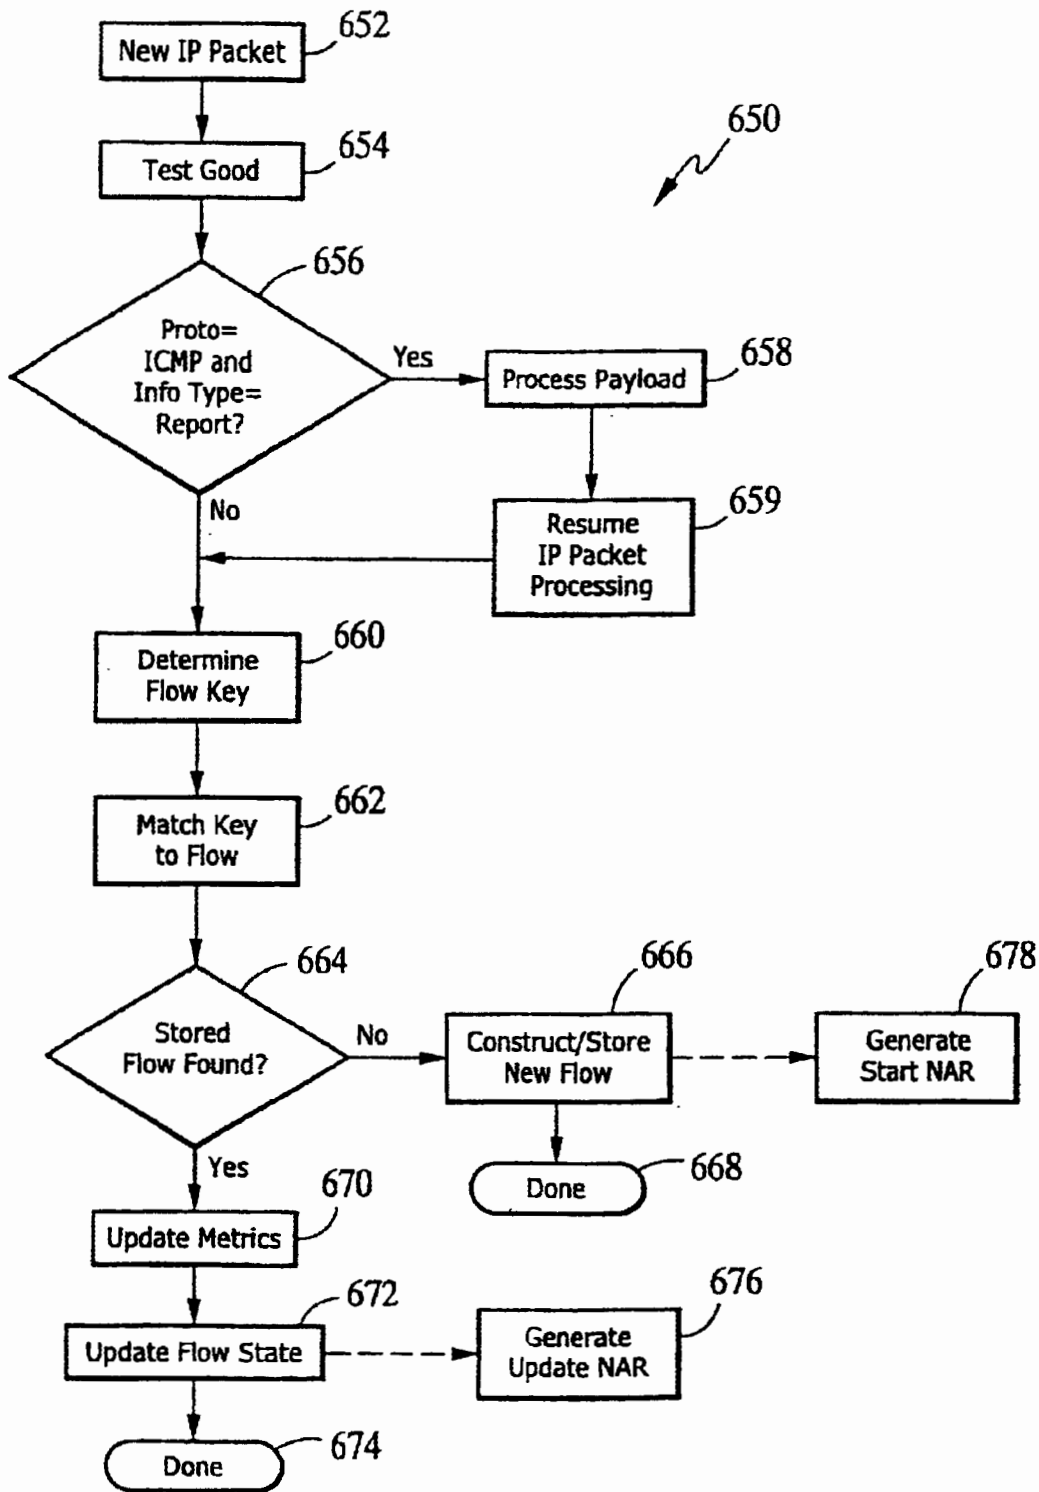 652
New IP Packet
650
654
Test Good
656
Proto=
ICMP and
Info Type=
Report?
Yes
658
Process Payload
No
659
Resume
IP Packet
Processing
660
Determine
Flow Key
662
Match Key
to Flow
664
Stored
Flow Found?
No
666
Construct/Store
New Flow
678
Generate
Start NAR
Yes
668
Done
670
Update Metrics
672
Update Flow State
676
Generate
Update NAR
674
Done